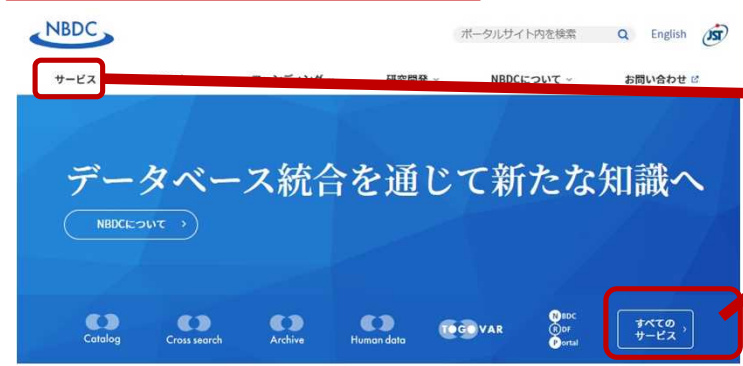 NBDC
ポータルサイト内を検索
English
JST
サービス
研究開発
NBDCについて
お問い合わせ
データベース統合を通じて新たな知識へ
NBDCについて
Catalog
Cross search
Archive
Human data
TOGO VAR
NBDC
RDF
Portal
すべての
サービス